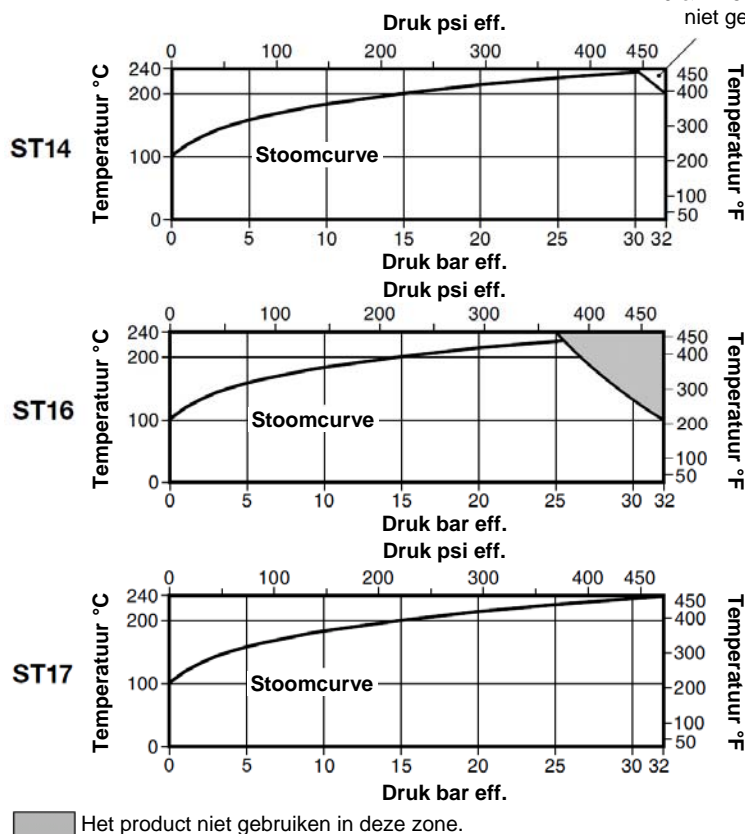 niet ge
Druk psi eff.
0 100 200 300 400 450
ST14
Temperatuur °C
240
200
100
0
Stoomcurve
450
400
300
200
100
50
Temperatuur °F
0 5 10 15 20 25 30 32
Druk bar eff.
Druk psi eff.
0 100 200 300 400 450
ST16
Temperatuur °C
240
200
100
0
Stoomcurve
450
400
300
200
100
50
Temperatuur °F
0 5 10 15 20 25 30 32
Druk bar eff.
Druk psi eff.
0 100 200 300 400 450
ST17
Temperatuur °C
240
200
100
0
Stoomcurve
450
400
300
200
100
50
Temperatuur °F
0 5 10 15 20 25 30 32
Druk bar eff.
Het product niet gebruiken in deze zone.